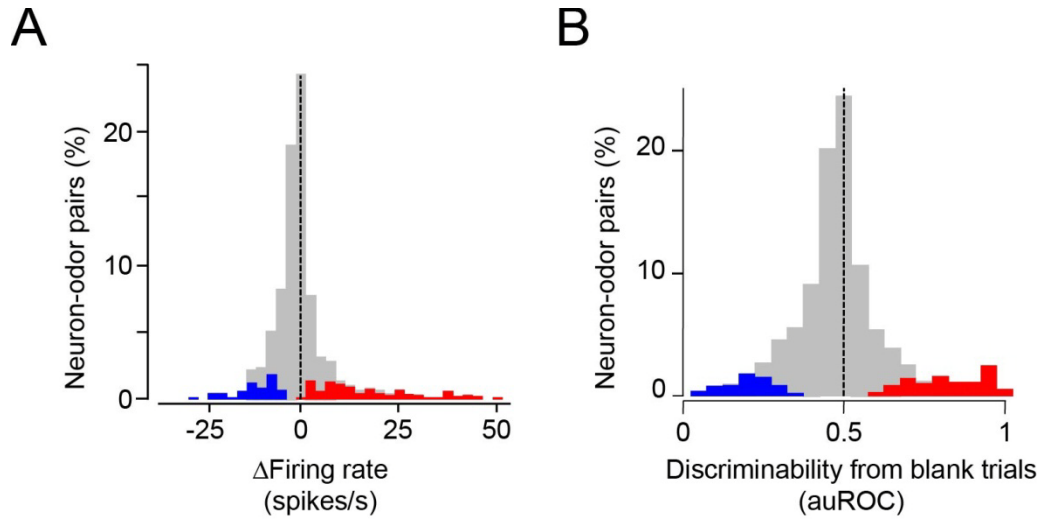 A
Neuron-odor pairs (%)
20
10
0
-25
0
25
50
ΔFiring rate
(spikes/s)
B
Neuron-odor pairs (%)
20
10
0
0
0.5
1
Discriminability from blank trials
(auROC)